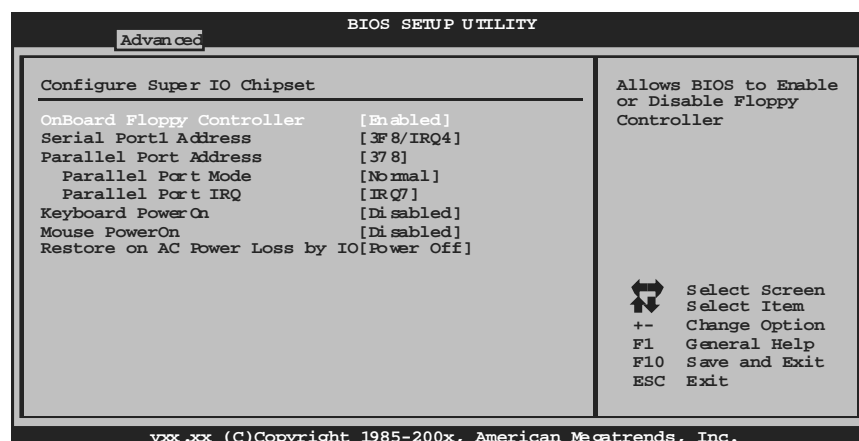 BIOS SETUP UTILITY
Advanced
Configure Super IO Chipset
OnBoard Floppy Controller [Enabled]
Serial Port1 Address [3F8/IRQ4]
Parallel Port Address [378]
Parallel Port Mode [Normal]
Parallel Port IRQ [IRQ7]
Keyboard PowerOn [Disabled]
Mouse PowerOn [Disabled]
Restore on AC Power Loss by IO[Power Off]
Allows BIOS to Enable
or Disable Floppy
Controller
Select Screen
Select Item
+- Change Option
F1 General Help
F10 Save and Exit
ESC Exit
vxx.xx (C)Copyright 1985-200x, American Megatrends, Inc.